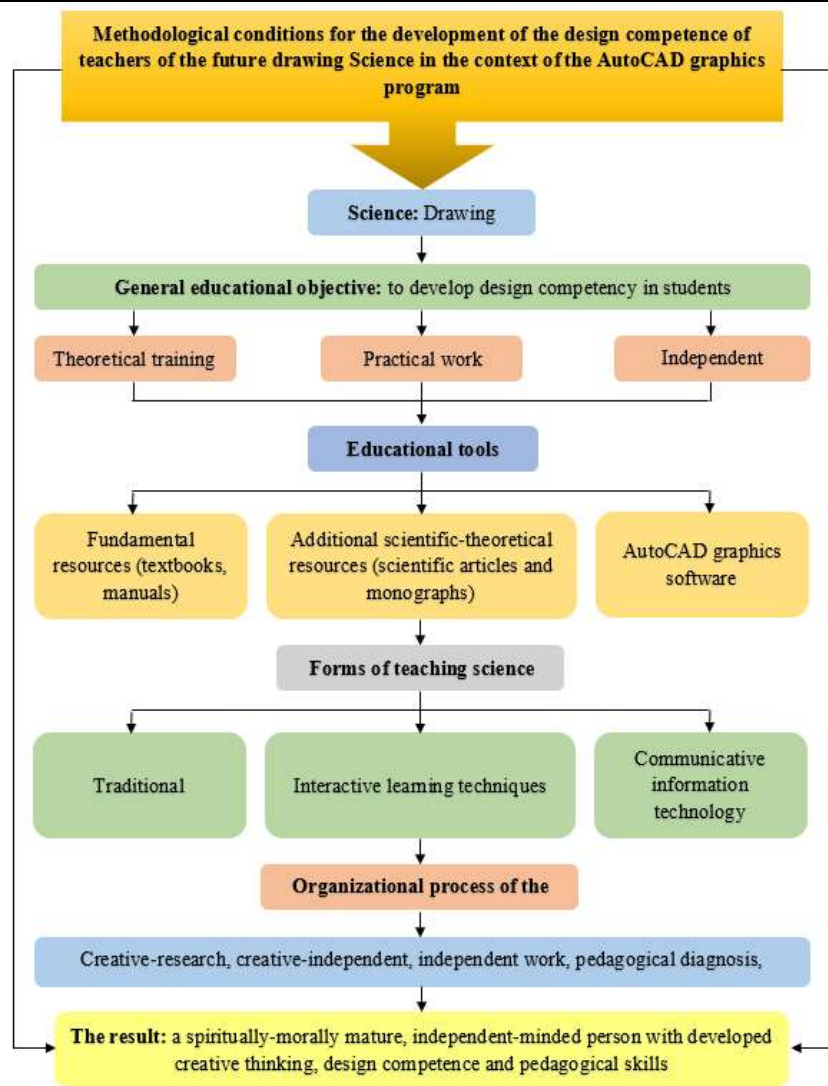 Methodological conditions for the development of the design competence of
teachers of the future drawing Science in the context of the AutoCAD graphics
program
Science: Drawing
General educational objective: to develop design competency in students
Theoretical training
Practical work
Independent
Educational tools
Fundamental
resources (textbooks,
manuals)
Additional scientific-theoretical
resources (scientific articles and
monographs)
AutoCAD graphics
software
Forms of teaching science
Traditional
Interactive learning techniques
Communicative
information
technology
Organizational process of the
Creative-research, creative-independent, independent work, pedagogical diagnosis,
The result: a spiritually-morally mature, independent-minded person with developed
creative thinking, design competence and pedagogical skills